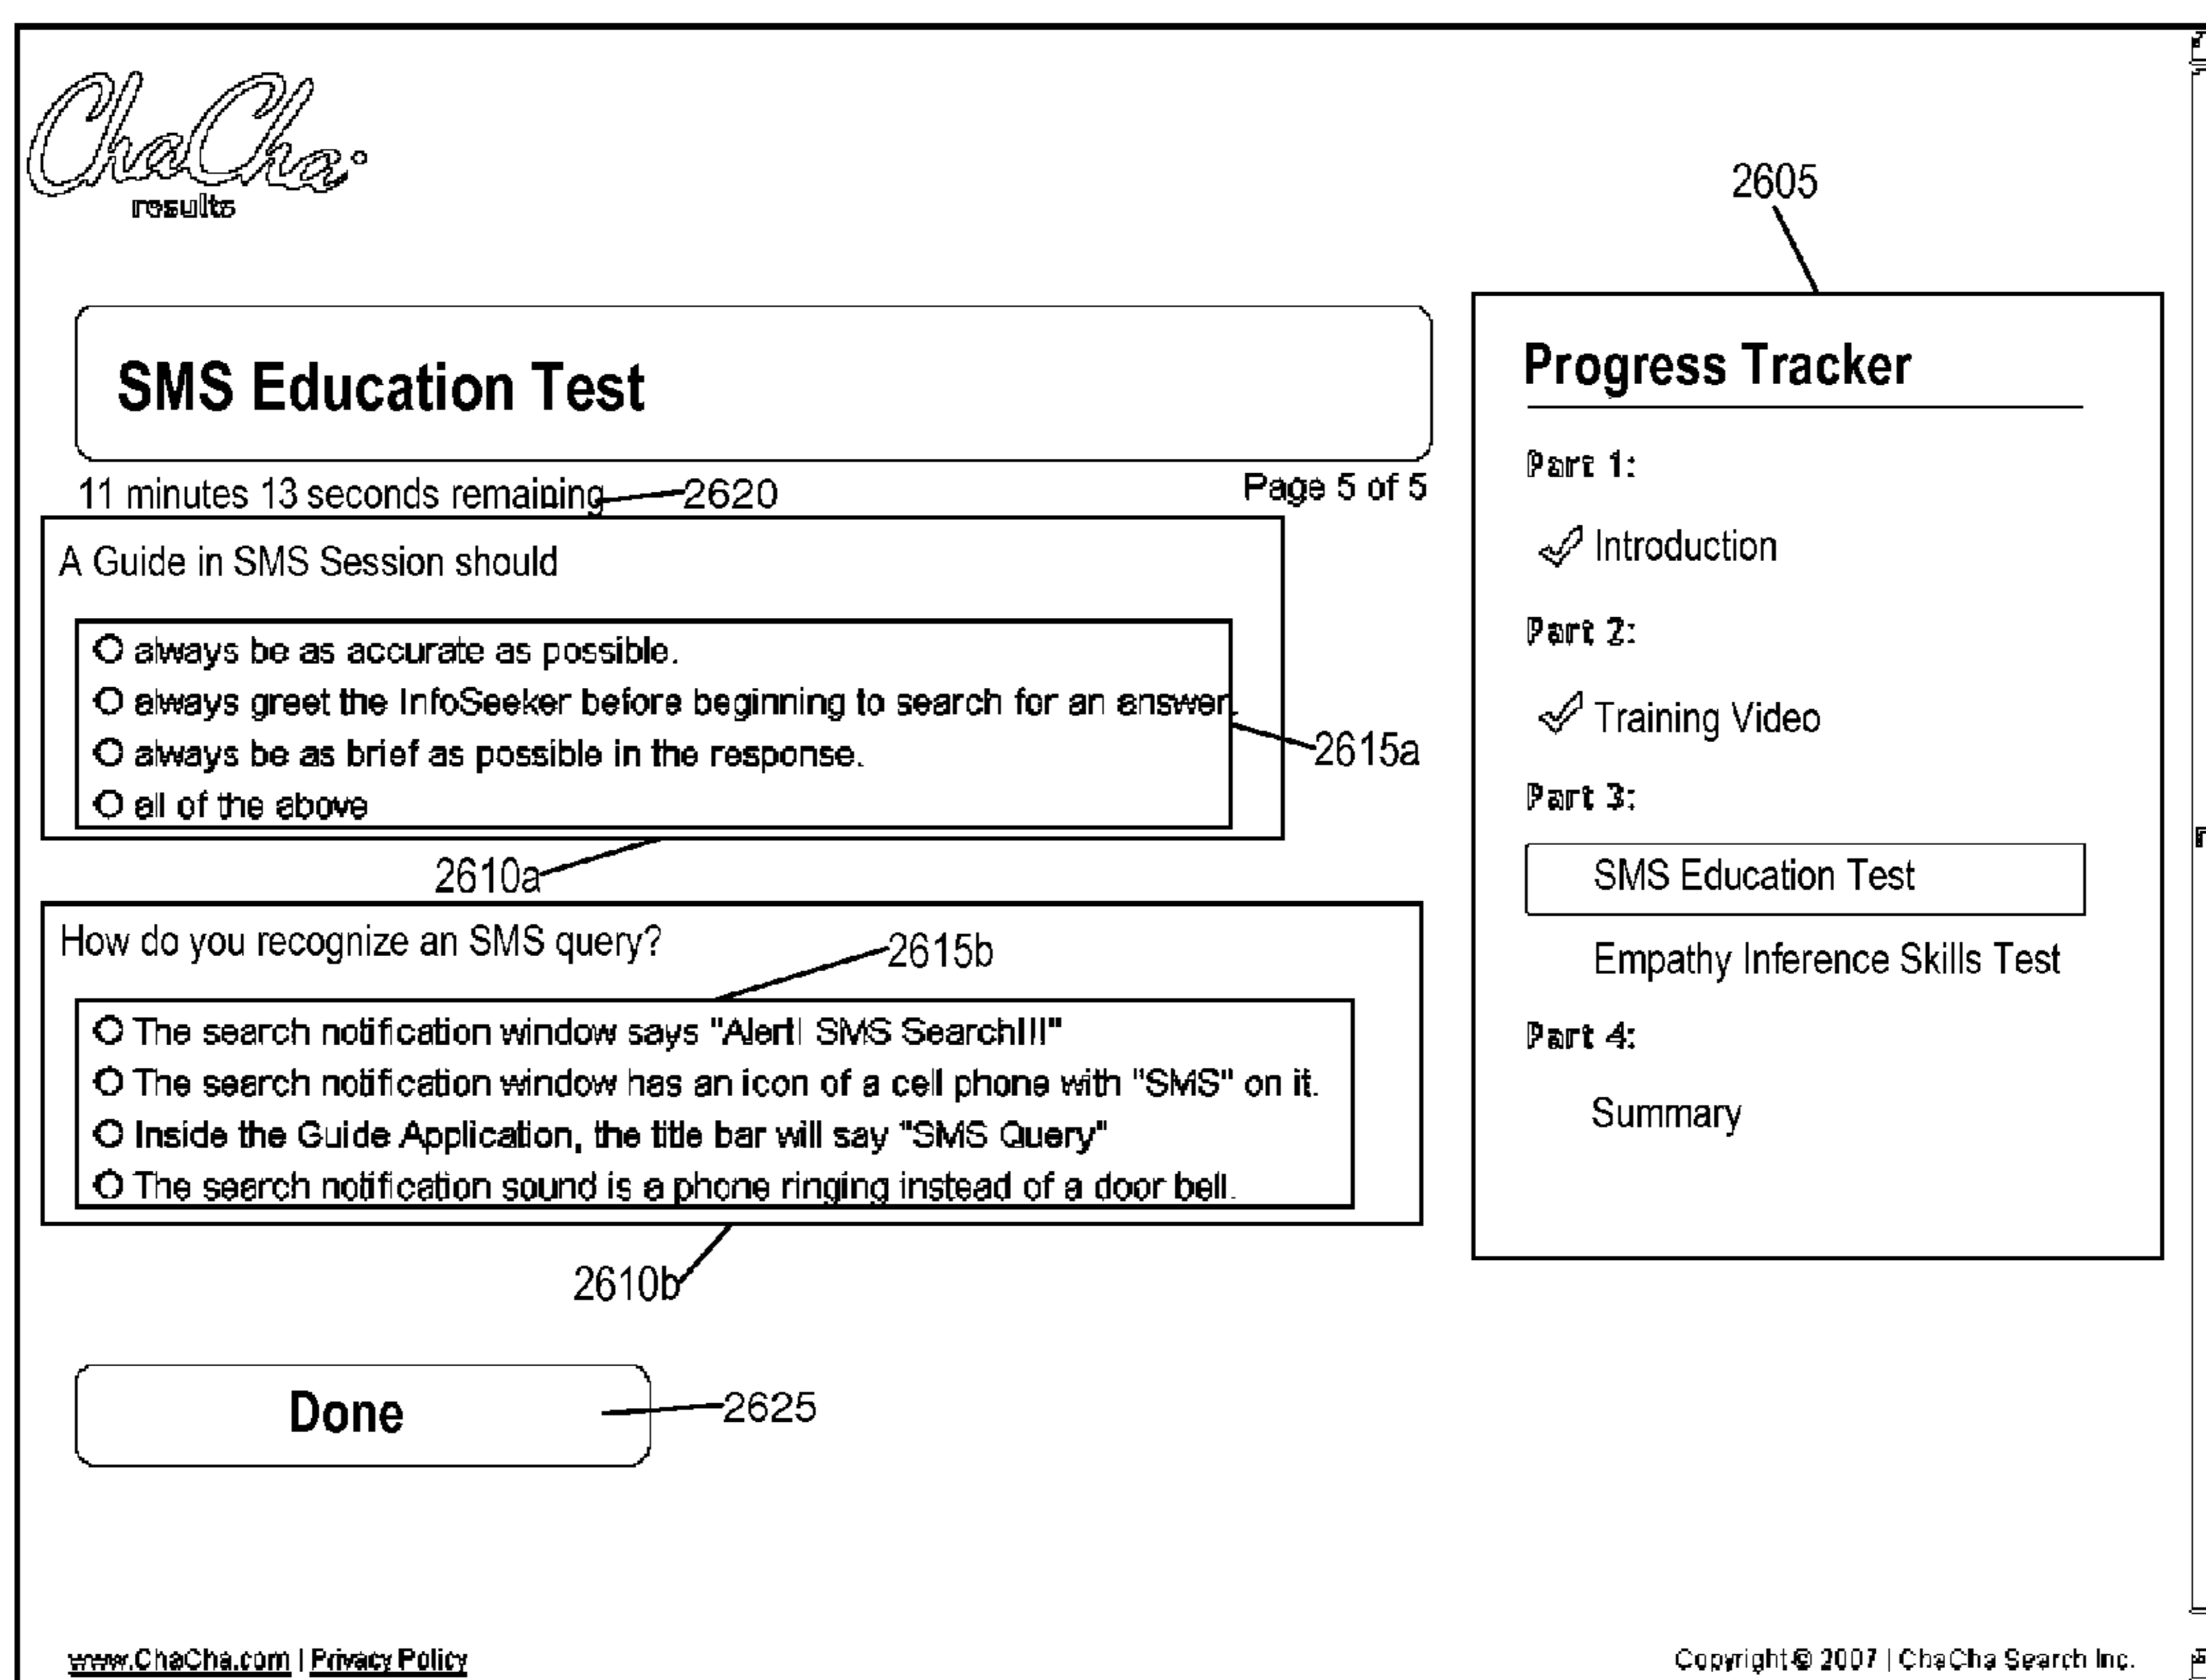 ChaCha
results
SMS Education Test
11 minutes 13 seconds remaining 2620
Page 5 of 5
A Guide in SMS Session should
O always be as accurate as possible.
O always greet the InfoSeeker before beginning to search for an answer.
O always be as brief as possible in the response.
O all of the above
2615a
2610a
How do you recognize an SMS query?
2615b
O The search notification window says "Alert! SMS Search!!!"
O The search notification window has an icon of a cell phone with "SMS" on it.
O Inside the Guide Application, the title bar will say "SMS Query"
O The search notification sound is a phone ringing instead of a door bell.
2610b
Done
2625
2605
Progress Tracker
Part 1:
Introduction
Part 2:
Training Video
Part 3:
SMS Education Test
Empathy Inference Skills Test
Part 4:
Summary
www.ChaCha.com | Privacy Policy
Copyright © 2007 | ChaCha Search Inc.